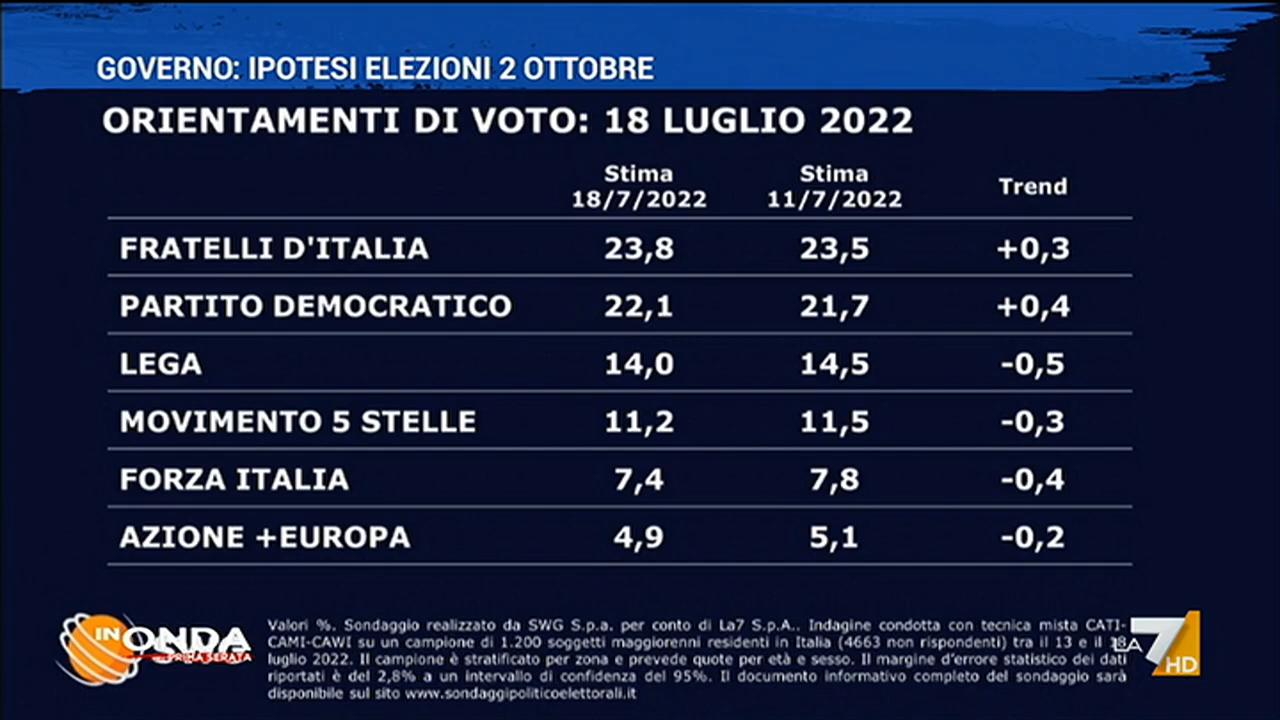 GOVERNO: IPOTESI ELEZIONI 2 OTTOBRE
ORIENTAMENTI DI VOTO: 18 LUGLIO 2022
Stima 18/7/2022 Stima 11/7/2022 Trend
FRATELLI D'ITALIA 23,8 23,5 +0,3
PARTITO DEMOCRATICO 22,1 21,7 +0,4
LEGA 14,0 14,5 -0,5
MOVIMENTO 5 STELLE 11,2 11,5 -0,3
FORZA ITALIA 7,4 7,8 -0,4
AZIONE +EUROPA 4,9 5,1 -0,2
IN ONDA
PRIMA SERATA
Valori %. Sondaggio realizzato da SWG S.p.a. per conto di La7 S.p.A.. Indagine condotta con tecnica mista CATI-
CAMI-CAWI su un campione di 1.200 soggetti maggiorenni residenti in Italia (4663 non rispondenti) tra il 13 e il 18
luglio 2022. Il campione è stratificato per zona e prevede quote per età e sesso. Il margine d'errore statistico dei dati
riportati è del 2,8% a un intervallo di confidenza del 95%. Il documento informativo completo del sondaggio sarà
disponibile sul sito www.sondaggipoliticoelettorali.it
LA 7 HD